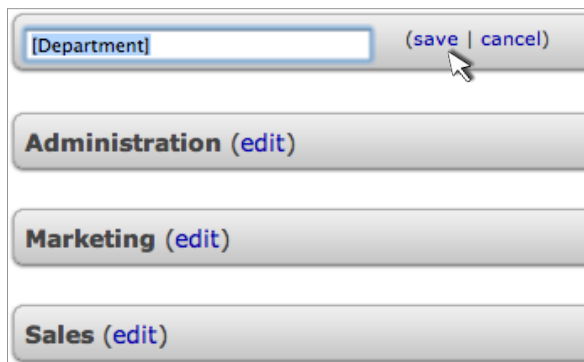 [Department] (save | cancel)
Administration (edit)
Marketing (edit)
Sales (edit)